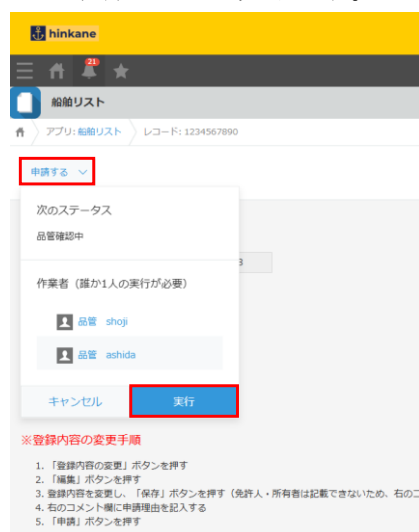 hinkane
21
船舶リスト
アプリ: 船舶リスト
レコード: 1234567890
申請する
次のステータス
品管確認中
作業者（誰か1人の実行が必要）
品管 shoji
品管 ashida
キャンセル
実行
※登録内容の変更手順
1. 「登録内容の変更」ボタンを押す
2. 「編集」ボタンを押す
3. 登録内容を変更し、「保存」ボタンを押す（免許人・所有者は記載できないため、右のコ
4. 右のコメント欄に申請理由を記入する
5. 「申請」ボタンを押す